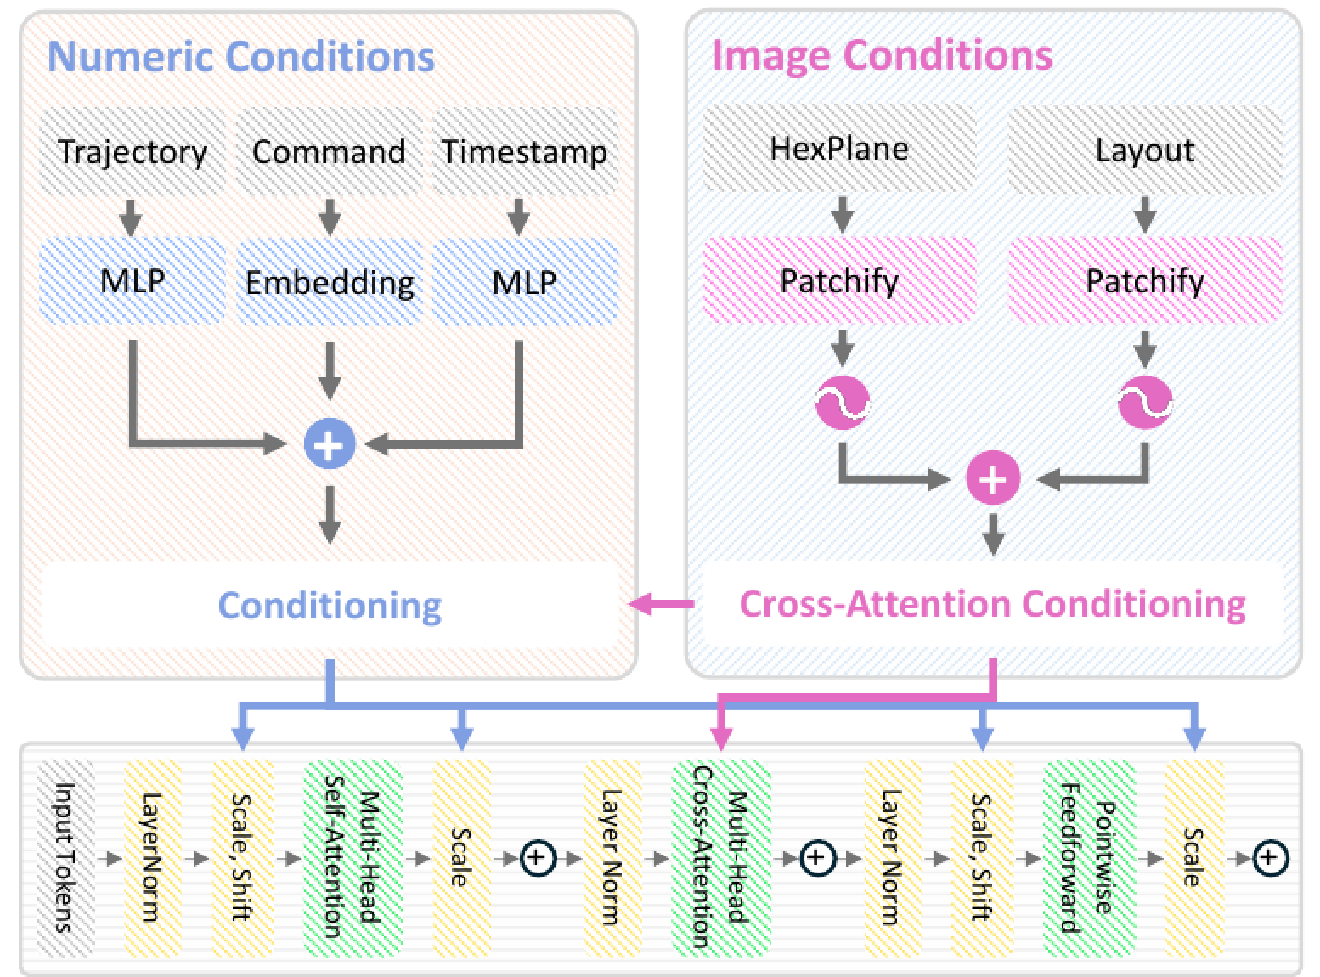 Numeric Conditions
Trajectory
Command
Timestamp
MLP
Embedding
MLP
Conditioning
Image Conditions
HexPlane
Layout
Patchify
Patchify
Cross-Attention Conditioning
Input Tokens
LayerNorm
Scale, Shift
Multi-Head
Self-Attention
Scale
Layer Norm
Multi-Head
Cross-Attention
Layer Norm
Scale, Shift
Pointwise
Feedforward
Scale